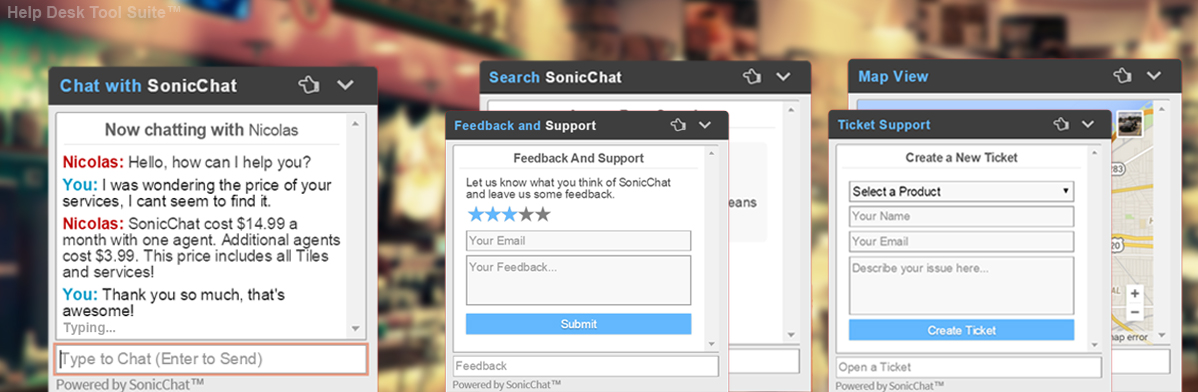 Help Desk Tool Suite™
Chat with SonicChat
Now chatting with Nicolas
Nicolas: Hello, how can I help you?
You: I was wondering the price of your
services, I cant seem to find it.
Nicolas: SonicChat cost $14.99 a
month with one agent. Additional agents
cost $3.99. This price includes all Tiles
and services!
You: Thank you so much, that's
awesome!
Typing...
Type to Chat (Enter to Send)
Powered by SonicChat™
Search SonicChat
eans
Feedback and Support
Feedback And Support
Let us know what you think of SonicChat
and leave us some feedback.
Your Email
Your Feedback...
Submit
Feedback
Powered by SonicChat™
Map View
83
20
AL
ap error
Ticket Support
Create a New Ticket
Select a Product
Your Name
Your Email
Describe your issue here...
Create Ticket
Open a Ticket
Powered by SonicChat™